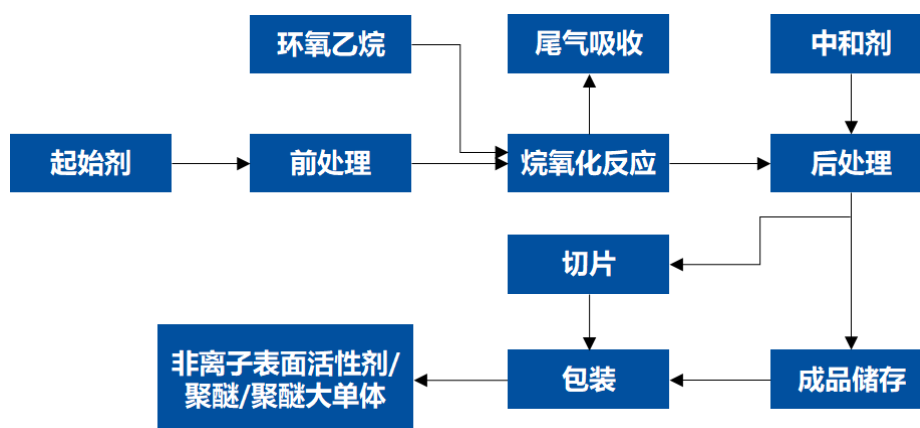 环氧乙烷
尾气吸收
中和剂
起始剂
前处理
烷氧化反应
后处理
切片
非离子表面活性剂/
聚醚/聚醚大单体
包装
成品储存